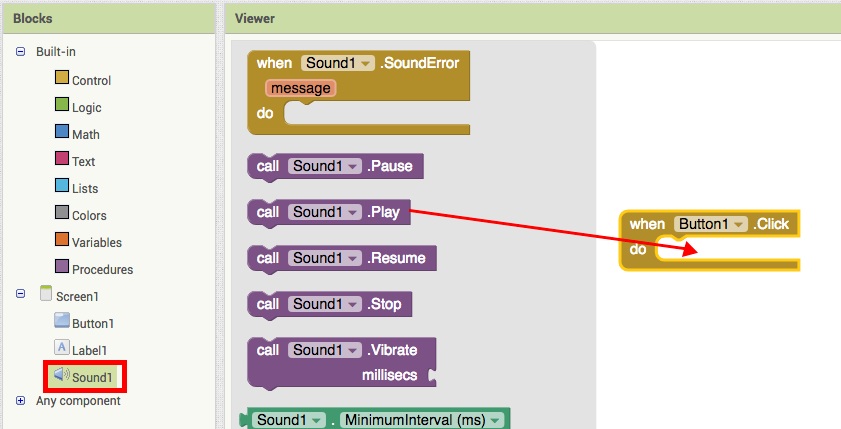 Blocks
Built-in
Control
Logic
Math
Text
Lists
Colors
Variables
Procedures
Screen1
Button1
A Label1
Sound1
Any component
Viewer
when Sound1 .SoundError
message
do
call Sound1 .Pause
call Sound1 .Play
call Sound1 .Resume
call Sound1 .Stop
call Sound1 .Vibrate
millisecs
Sound1 . MinimumInterval (ms)
when Button1 .Click
do